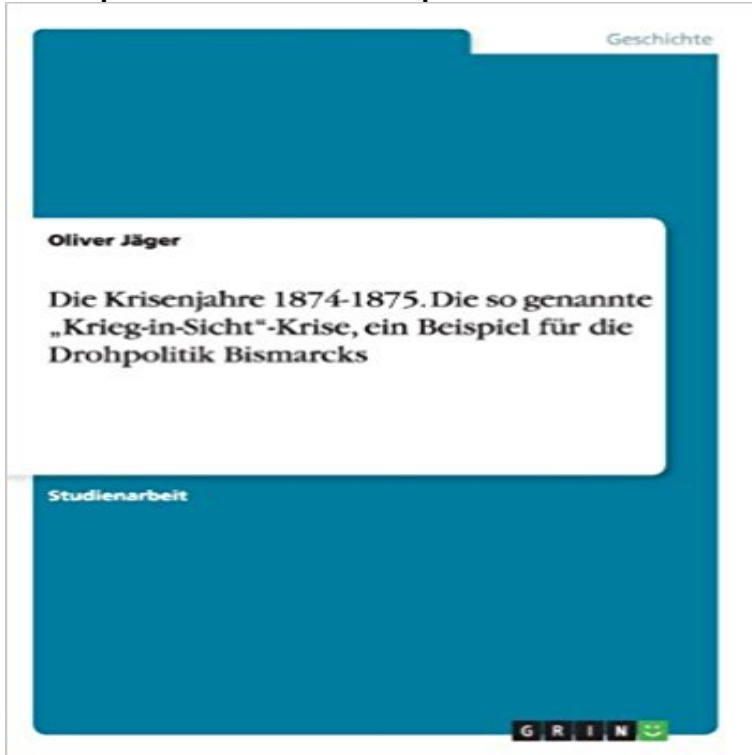 Geschichte
Oliver Jäger
Die Krisenjahre 1874-1875. Die so genannte
„Krieg-in-Sicht“-Krise, ein Beispiel für die
Drohpolitik Bismarcks
Studienarbeit
GRIN